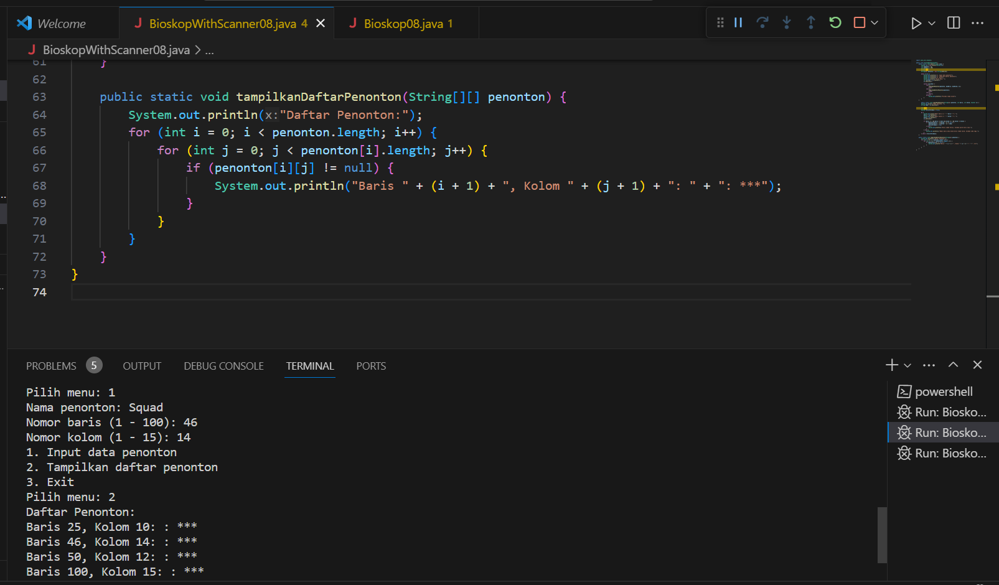 Welcome
BioskopWithScanner08.java 4
Bioskop08.java 1
BioskopWithScanner08.java > ...
61 }
62
63 public static void tampilkanDaftarPenonton(String[][] penonton) {
64 System.out.println(x:"Daftar Penonton:");
65 for (int i = 0; i < penonton.length; i++) {
66 for (int j = 0; j < penonton[i].length; j++) {
67 if (penonton[i][j] != null) {
68 System.out.println("Baris " + (i + 1) + ", Kolom " + (j + 1) + ": " + ": ***");
69 }
70 }
71 }
72 }
73 }
74
PROBLEMS 5 OUTPUT DEBUG CONSOLE TERMINAL PORTS
Pilih menu: 1
Nama penonton: Squad
Nomor baris (1 - 100): 46
Nomor kolom (1 - 15): 14
1. Input data penonton
2. Tampilkan daftar penonton
3. Exit
Pilih menu: 2
Daftar Penonton:
Baris 25, Kolom 10: : ***
Baris 46, Kolom 14: : ***
Baris 50, Kolom 12: : ***
Baris 100, Kolom 15: : ***
powershell
Run: Biosko...
Run: Biosko...
Run: Biosko...